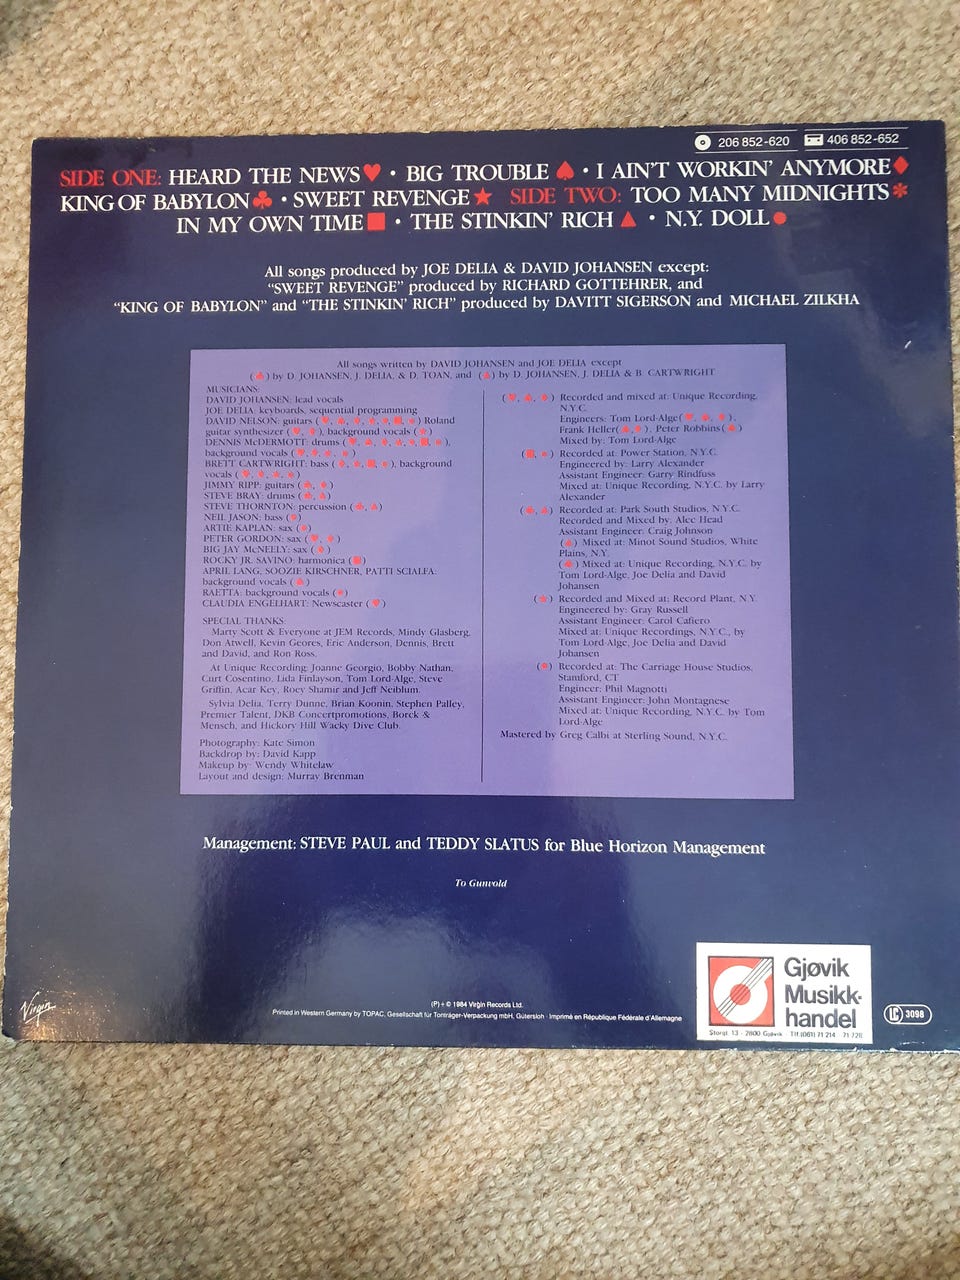 206 852-620 406 852-652
SIDE ONE: HEARD THE NEWS♥ • BIG TROUBLE♠ • I AIN'T WORKIN' ANYMORE♦
KING OF BABYLON♣ • SWEET REVENGE★ SIDE TWO: TOO MANY MIDNIGHTS✱
IN MY OWN TIME■ • THE STINKIN' RICH▲ • N.Y. DOLL●
All songs produced by JOE DELIA & DAVID JOHANSEN except:
"SWEET REVENGE" produced by RICHARD GOTTEHRER, and
"KING OF BABYLON" and "THE STINKIN' RICH" produced by DAVITT SIGERSON and MICHAEL ZILKHA
All songs written by DAVID JOHANSEN and JOE DELIA except
( ) by D. JOHANSEN, J. DELIA, & D. TOAN, and ( ) by D. JOHANSEN, J. DELIA & B. CARTWRIGHT
MUSICIANS:
DAVID JOHANSEN: lead vocals
JOE DELIA: keyboards, sequential programming
DAVID NELSON: guitars ( ) Roland
guitar synthesizer ( ), background vocals ( )
DENNIS McDERMOTT: drums ( ),
background vocals ( )
BRETT CARTWRIGHT: bass ( ), background
vocals ( )
JIMMY RIPP: guitars ( )
STEVE BRAY: drums ( )
STEVE THORNTON: percussion ( )
NEIL JASON: bass ( )
ARTIE KAPLAN: sax ( )
PETER GORDON: sax ( )
BIG JAY McNEELY: sax ( )
ROCKY JR. SAVINO: harmonica (■)
APRIL LANG, SOOZIE KIRSCHNER, PATTI SCIALFA:
background vocals ( )
RAETTA: background vocals ( )
CLAUDIA ENGELHART: Newscaster (♥)
SPECIAL THANKS:
Marty Scott & Everyone at JEM Records, Mindy Glasberg,
Don Atwell, Kevin Geores, Eric Anderson, Dennis, Brett
and David, and Ron Ross.
At Unique Recording: Joanne Georgio, Bobby Nathan,
Curt Cosentino, Lida Finlayson, Tom Lord-Alge, Steve
Griffin, Acar Key, Roey Shamir and Jeff Neiblum.
Sylvia Delia, Terry Dunne, Brian Koonin, Stephen Palley,
Premier Talent, DKB Concertpromotions, Borck &
Mensch, and Hickory Hill Wacky Dive Club.
Photography: Kate Simon
Backdrop by: David Kapp
Makeup by: Wendy Whitelaw
Layout and design: Murray Brenman
( ) Recorded and mixed at: Unique Recording,
N.Y.C.
Engineers: Tom Lord-Alge( ),
Frank Heller( ), Peter Robbins( )
Mixed by: Tom Lord-Alge
( ) Recorded at: Power Station, N.Y.C.
Engineered by: Larry Alexander
Assistant Engineer: Garry Rindfuss
Mixed at: Unique Recording, N.Y.C. by Larry
Alexander
( ) Recorded at: Park South Studios, N.Y.C.
Recorded and Mixed by: Alec Head
Assistant Engineer: Craig Johnson
( ) Mixed at: Minot Sound Studios, White
Plains, N.Y.
( ) Mixed at: Unique Recording, N.Y.C. by
Tom Lord-Alge, Joe Delia and David
Johansen
( ) Recorded and Mixed at: Record Plant, N.Y.
Engineered by: Gray Russell
Assistant Engineer: Carol Cafiero
Mixed at: Unique Recordings, N.Y.C., by
Tom Lord-Alge, Joe Delia and David
Johansen
( ) Recorded at: The Carriage House Studios,
Stamford, CT
Engineer: Phil Magnotti
Assistant Engineer: John Montagnese
Mixed at: Unique Recording, N.Y.C. by Tom
Lord-Alge
Mastered by Greg Calbi at Sterling Sound, N.Y.C.
Management: STEVE PAUL and TEDDY SLATUS for Blue Horizon Management
To Gunvold
Virgin
(P) + © 1984 Virgin Records Ltd.
Printed in Western Germany by TOPAC, Gesellschaft für Tonträger-Verpackung mbH, Gütersloh · Imprimé en République Fédérale d'Allemagne
Gjøvik
Musikk-
handel
Storgt. 13 - 2800 Gjøvik Tlf.(061) 71 214 71 728
LC 3098